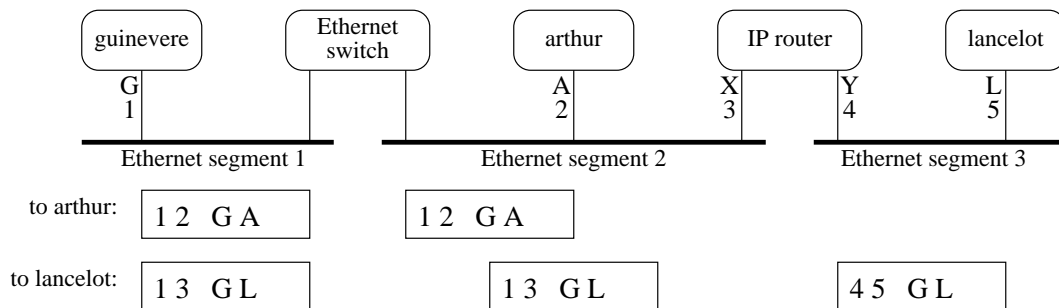 guinevere
Ethernet
switch
arthur
IP router
lancelot
G
1
A
2
X
3
Y
4
L
5
Ethernet segment 1
Ethernet segment 2
Ethernet segment 3
to arthur:
1 2 G A
1 2 G A
to lancelot:
1 3 G L
1 3 G L
4 5 G L